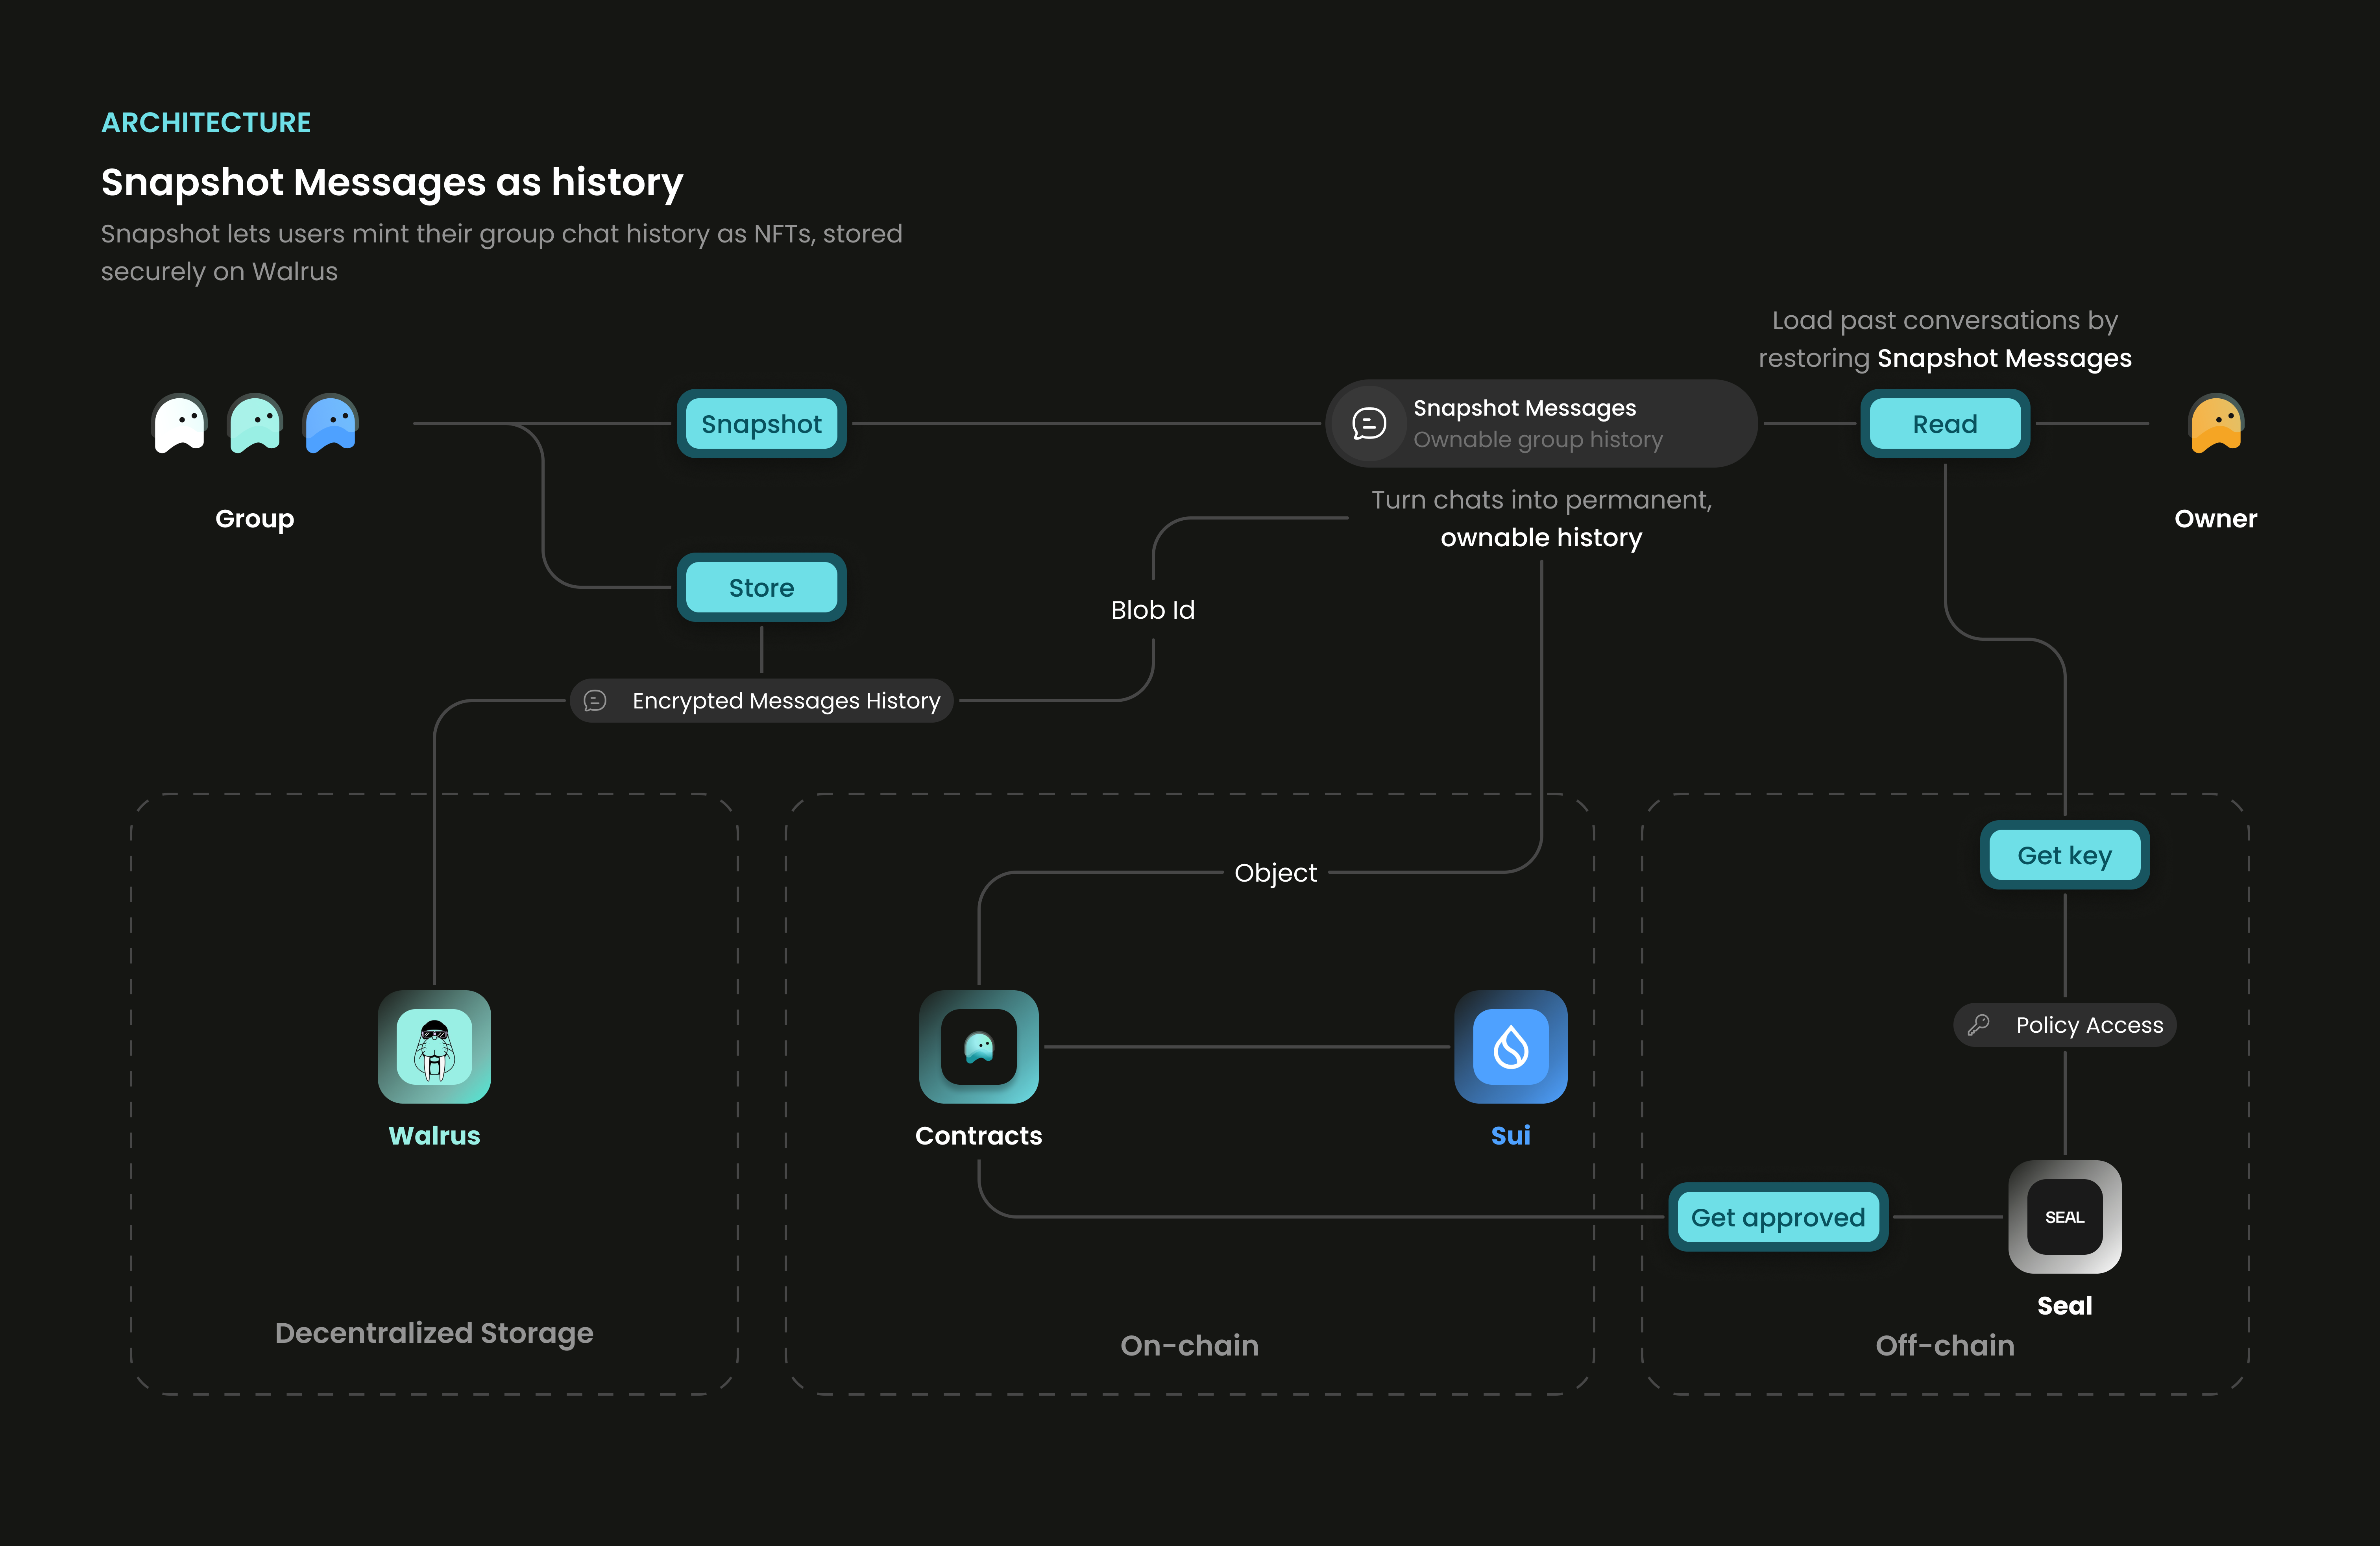 ARCHITECTURE
Snapshot Messages as history
Snapshot lets users mint their group chat history as NFTs, stored
securely on Walrus
Load past conversations by
restoring Snapshot Messages
Snapshot
Snapshot Messages
Ownable group history
Read
Group
Turn chats into permanent,
ownable history
Owner
Store
Blob Id
Encrypted Messages History
Object
Get key
Policy Access
Walrus
Contracts
Sui
Get approved
SEAL
Seal
Decentralized Storage
On-chain
Off-chain